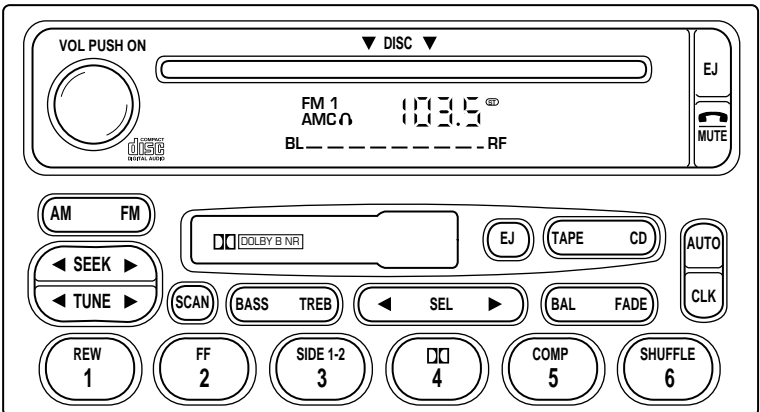 VOL PUSH ON ▼ DISC ▼
EJ
FM 1 103.5 ST
AMC
MUTE
COMPACT
disc
DIGITAL AUDIO
BL RF
AM FM
DOLBY B NR
EJ
TAPE CD
AUTO
◄ SEEK ►
◄ TUNE ►
SCAN
BASS TREB
◄ SEL ►
BAL FADE
CLK
REW FF SIDE 1-2 COMP SHUFFLE
1 2 3 4 5 6